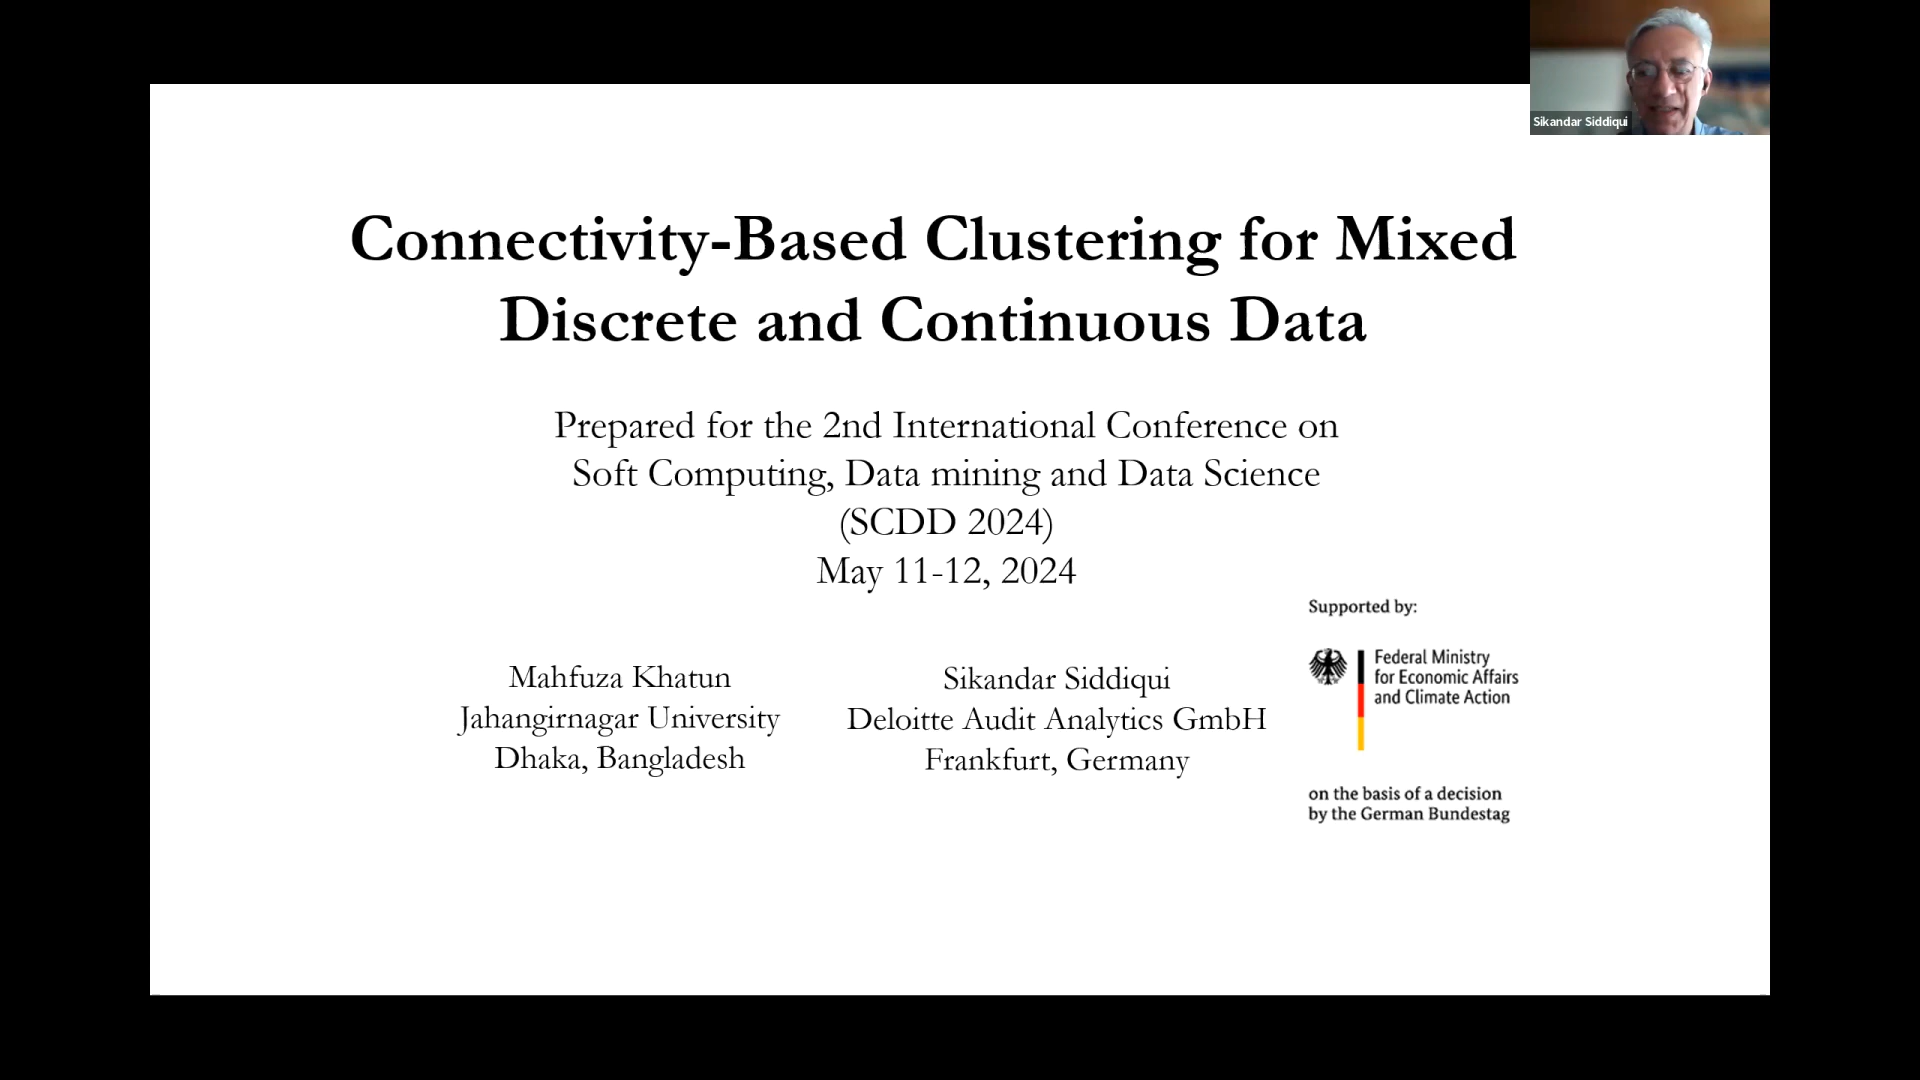 Sikandar Siddiqui
Connectivity-Based Clustering for Mixed
Discrete and Continuous Data
Prepared for the 2nd International Conference on
Soft Computing, Data mining and Data Science
(SCDD 2024)
May 11-12, 2024
Mahfuza Khatun
Jahangirnagar University
Dhaka, Bangladesh
Sikandar Siddiqui
Deloitte Audit Analytics GmbH
Frankfurt, Germany
Supported by:
Federal Ministry
for Economic Affairs
and Climate Action
on the basis of a decision
by the German Bundestag